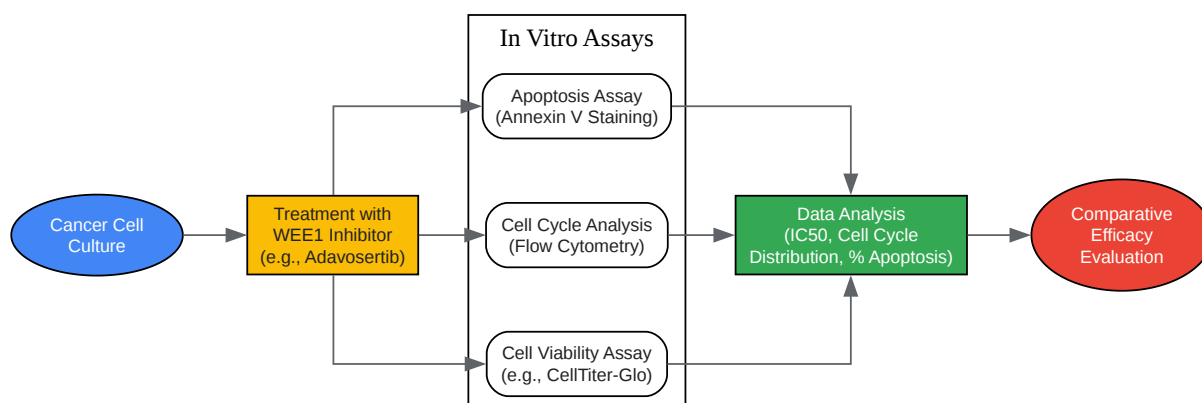 In Vitro Assays
Apoptosis Assay
(Annexin V Staining)
Cancer Cell
Culture
Treatment with
WEE1 Inhibitor
(e.g., Adavosertib)
Cell Cycle Analysis
(Flow Cytometry)
Data Analysis
(IC50, Cell Cycle
Distribution, % Apoptosis)
Comparative
Efficacy
Evaluation
Cell Viability Assay
(e.g., CellTiter-Glo)